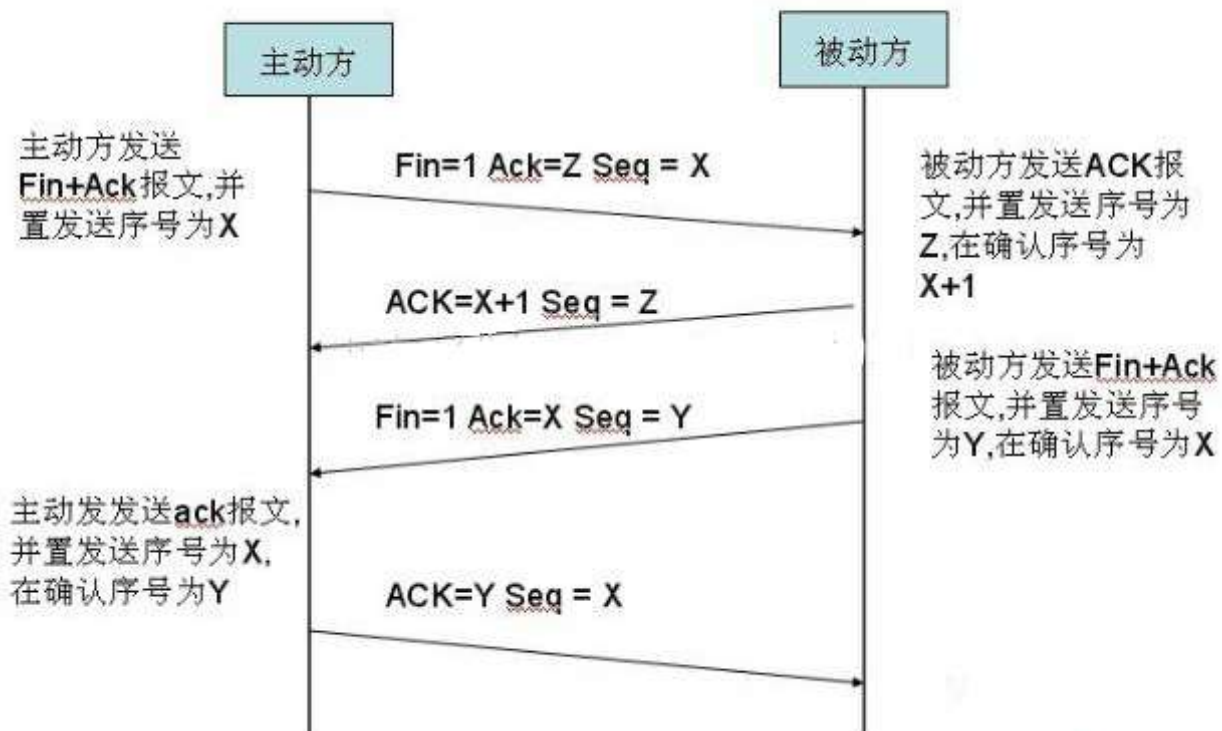 主动方
被动方
主动方发送
Fin+Ack报文,并
置发送序号为X
Fin=1 Ack=Z Seq = X
被动方发送ACK报
文,并置发送序号为
Z,在确认序号为
X+1
ACK=X+1 Seq = Z
被动方发送Fin+Ack
报文,并置发送序号
为Y,在确认序号为X
Fin=1 Ack=X Seq = Y
主动发发送ack报文,
并置发送序号为X,
在确认序号为Y
ACK=Y Seq = X